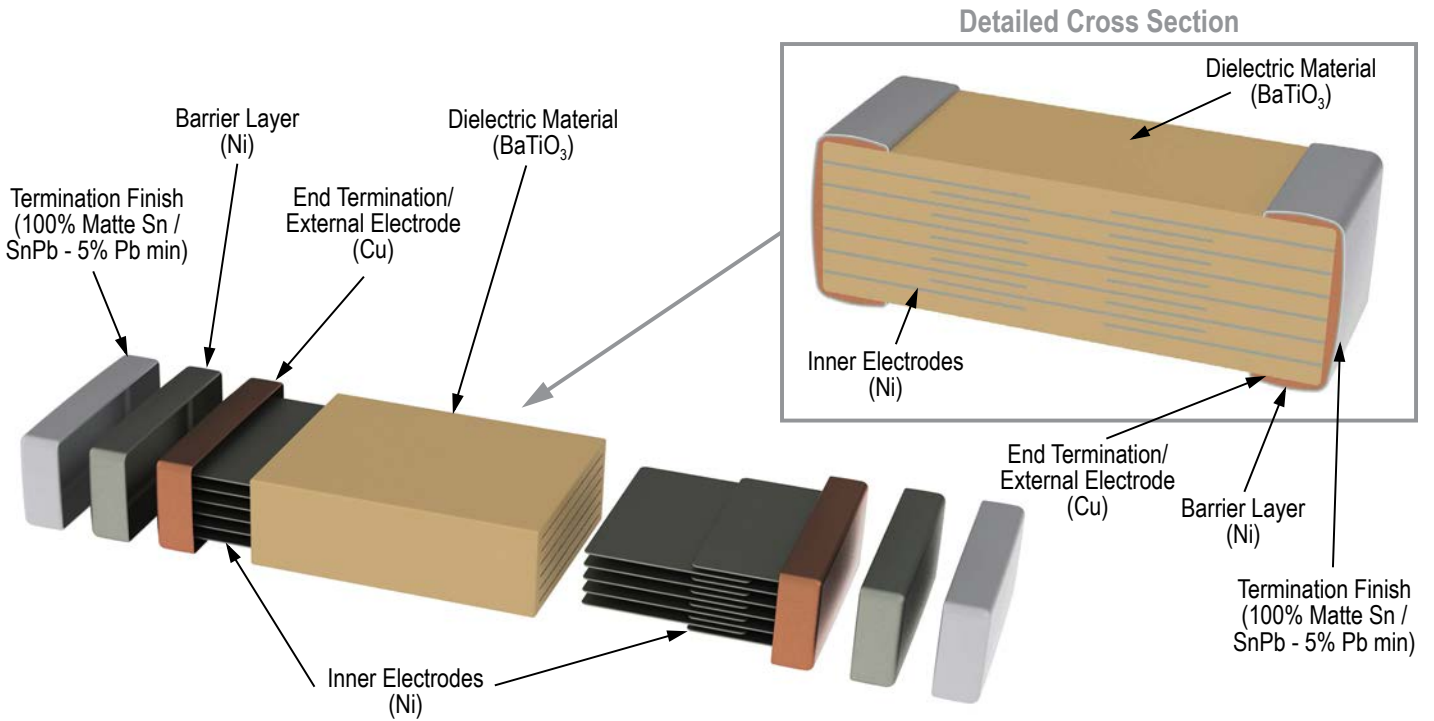 Detailed Cross Section
Dielectric Material
(BaTiO₃)
Inner Electrodes
(Ni)
End Termination/
External Electrode
(Cu)
Barrier Layer
(Ni)
Termination Finish
(100% Matte Sn /
SnPb - 5% Pb min)
Barrier Layer
(Ni)
Dielectric Material
(BaTiO₃)
Termination Finish
(100% Matte Sn /
SnPb - 5% Pb min)
End Termination/
External Electrode
(Cu)
Inner Electrodes
(Ni)